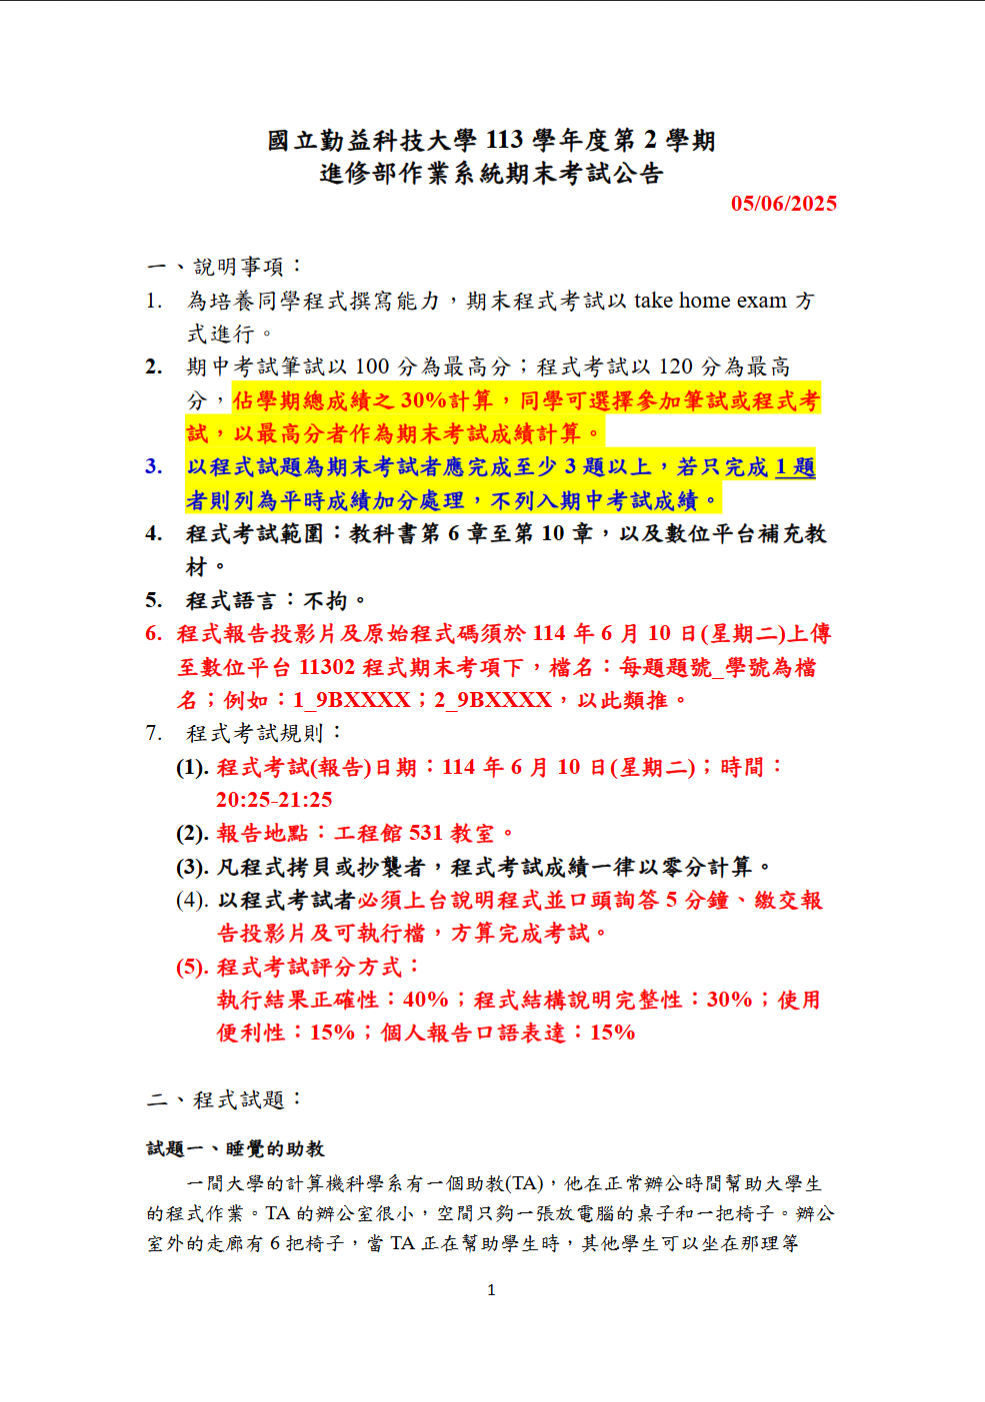 國立勤益科技大學 113 學年度第 2 學期
進修部作業系統期末考試公告
05/06/2025
一、說明事項：
1. 為培養同學程式撰寫能力，期末程式考試以 take home exam 方
式進行。
2. 期中考試筆試以 100 分為最高分；程式考試以 120 分為最高
分，佔學期總成績之 30%計算，同學可選擇參加筆試或程式考
試，以最高分者作為期末考試成績計算。
3. 以程式試題為期末考試者應完成至少 3 題以上，若只完成 1 題
者則列為平時成績加分處理，不列入期中考試成績。
4. 程式考試範圍：教科書第 6 章至第 10 章，以及數位平台補充教
材。
5. 程式語言：不拘。
6. 程式報告投影片及原始程式碼須於 114 年 6 月 10 日(星期二)上傳
至數位平台 11302 程式期末考項下，檔名：每題題號_學號為檔
名；例如：1_9BXXXX；2_9BXXXX，以此類推。
7. 程式考試規則：
(1). 程式考試(報告)日期：114 年 6 月 10 日(星期二)；時間：
20:25-21:25
(2). 報告地點：工程館 531 教室。
(3). 凡程式拷貝或抄襲者，程式考試成績一律以零分計算。
(4). 以程式考試者必須上台說明程式並口頭詢答 5 分鐘、繳交報
告投影片及可執行檔，方算完成考試。
(5). 程式考試評分方式：
執行結果正確性：40%；程式結構說明完整性：30%；使用
便利性：15%；個人報告口語表達：15%
二、程式試題：
試題一、睡覺的助教
一間大學的計算機科學系有一個助教(TA)，他在正常辦公時間幫助大學生
的程式作業。TA 的辦公室很小，空間只夠一張放電腦的桌子和一把椅子。辦公
室外的走廊有 6 把椅子，當 TA 正在幫助學生時，其他學生可以坐在那理等
1